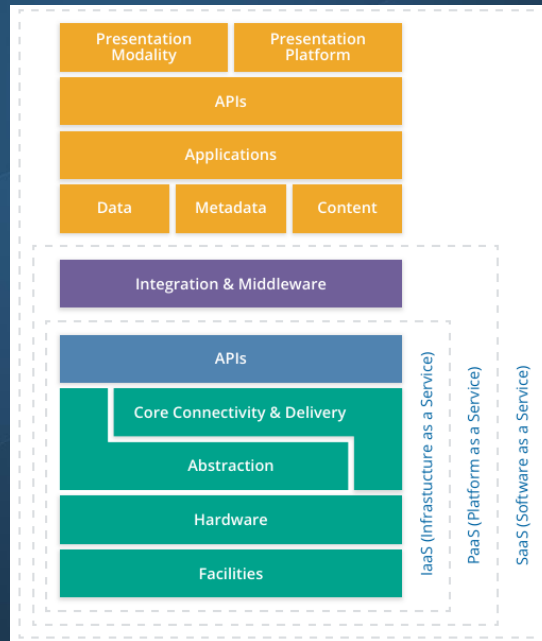 Presentation
Modality
Presentation
Platform
APIs
Applications
Data
Metadata
Content
Integration & Middleware
APIs
Core Connectivity & Delivery
Abstraction
Hardware
Facilities
IaaS (Infrastucture as a Service)
PaaS (Platform as a Service)
SaaS (Software as a Service)